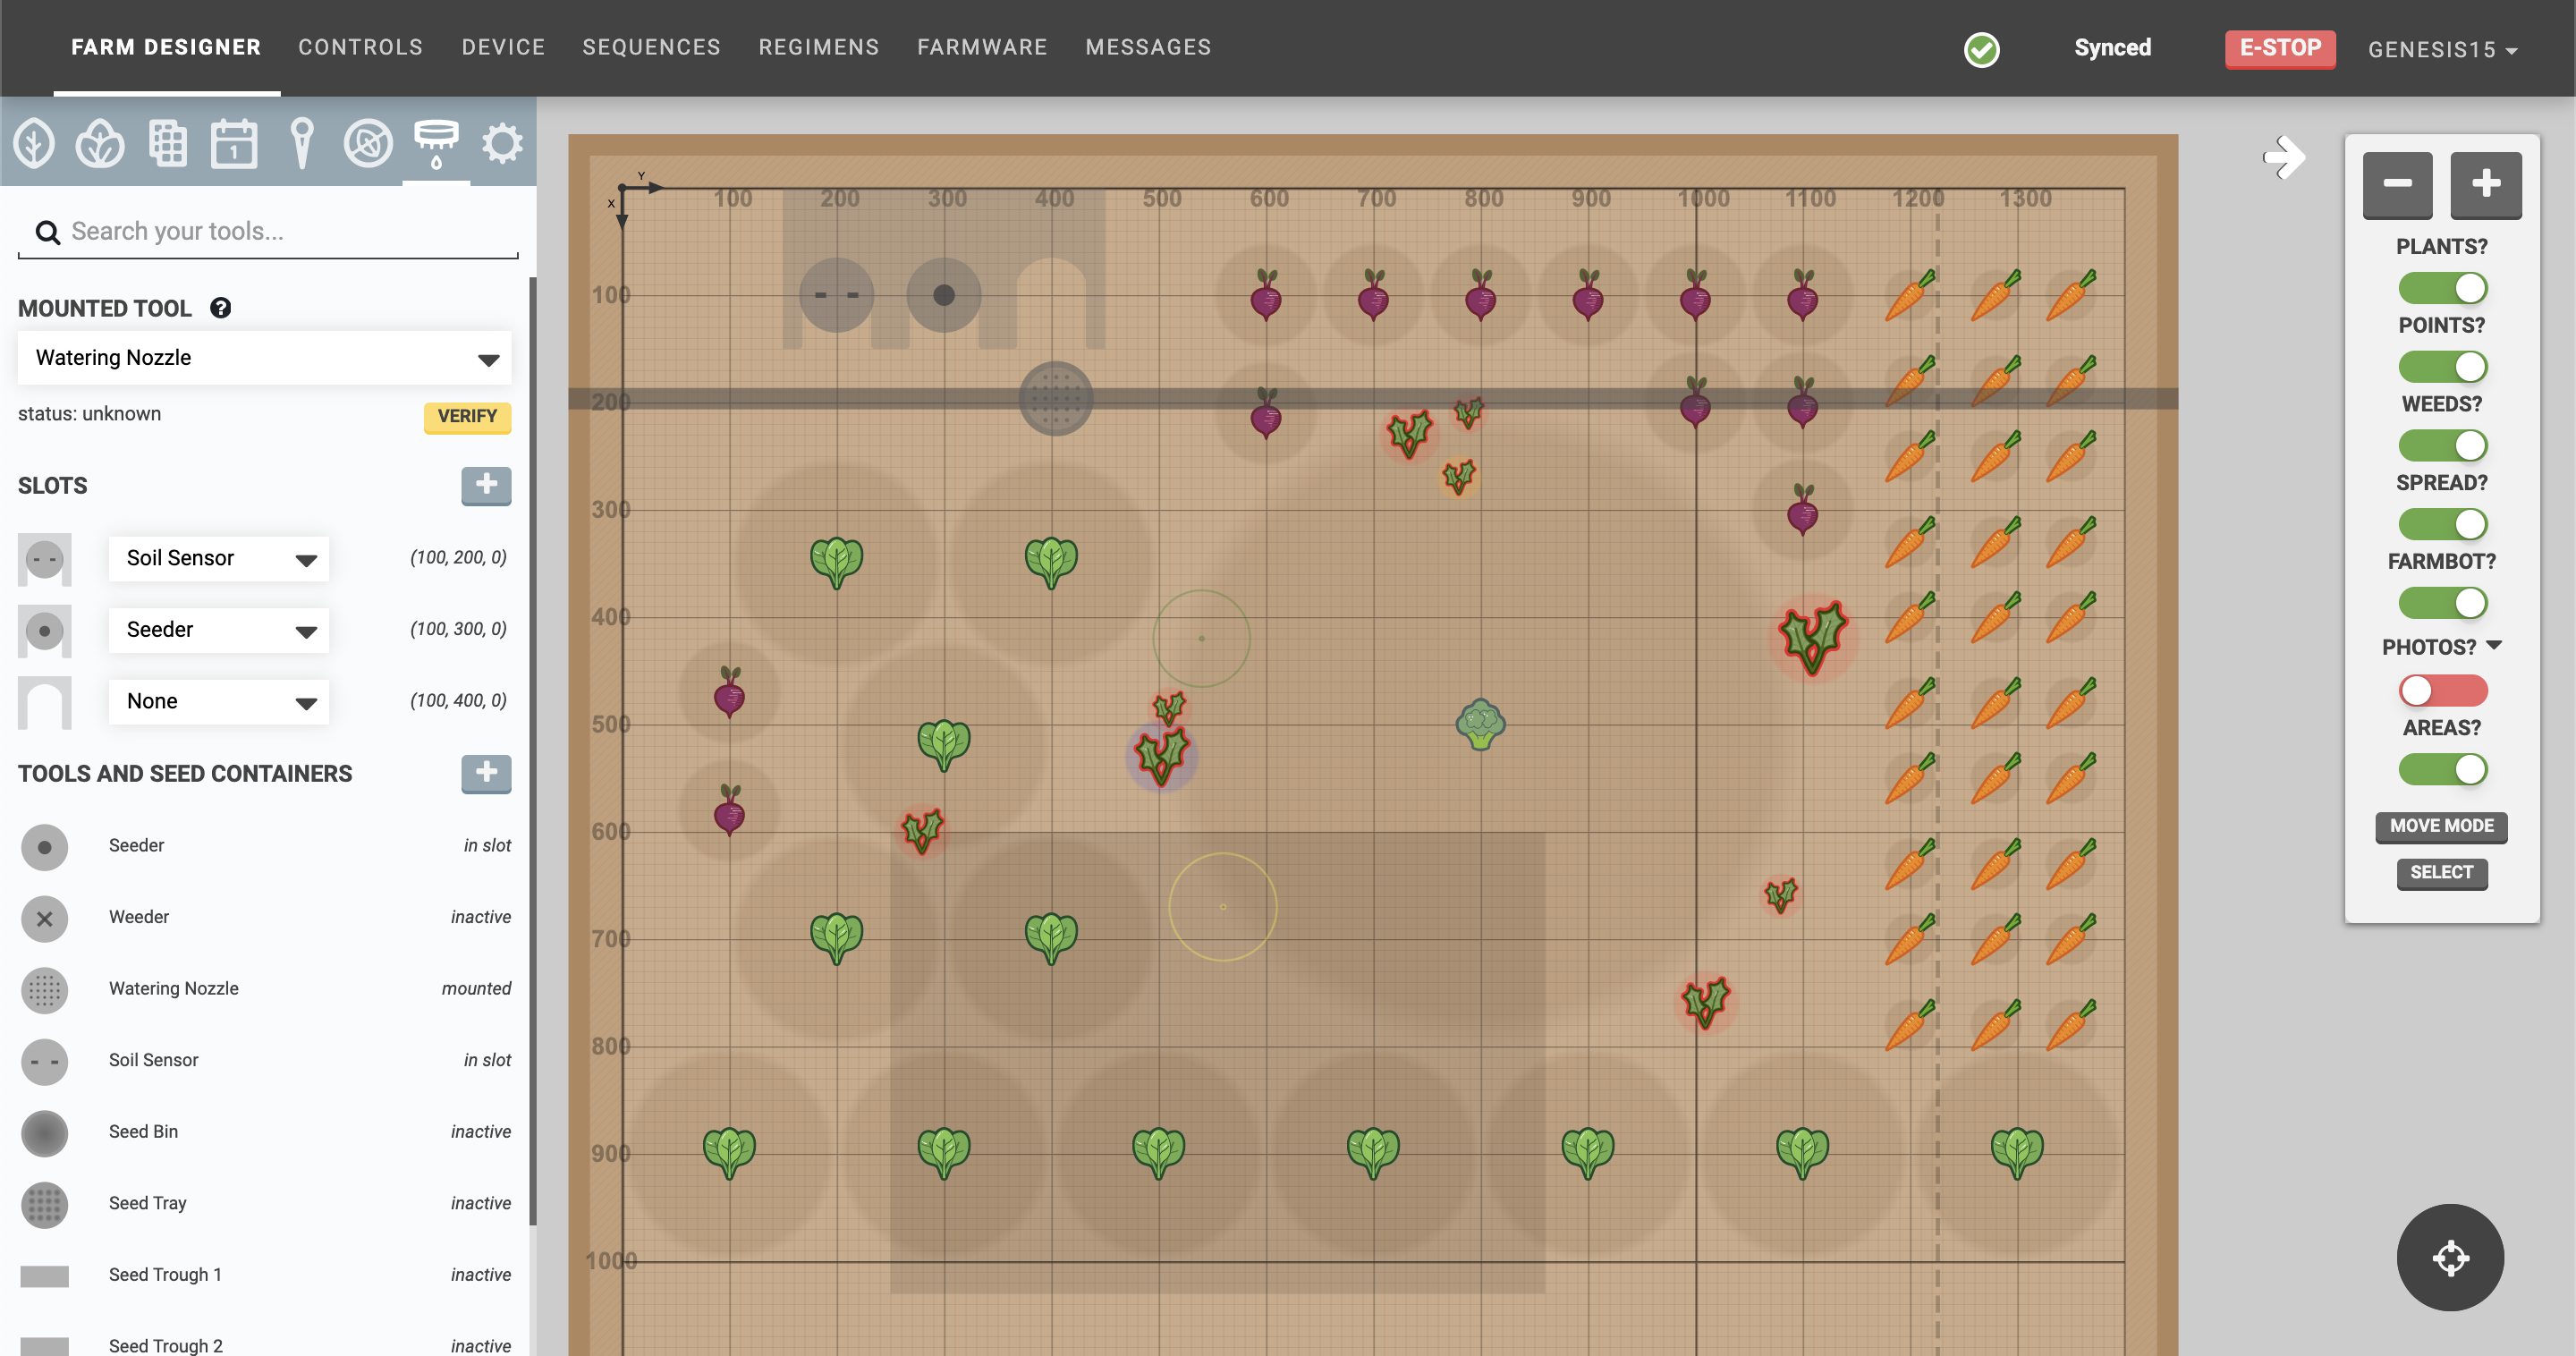 FARM DESIGNER CONTROLS DEVICE SEQUENCES REGIMENS FARMWARE MESSAGES Synced E-STOP GENESIS15
1
Search your tools...
MOUNTED TOOL ?
Watering Nozzle
status: unknown VERIFY
SLOTS +
Soil Sensor (100, 200, 0)
Seeder (100, 300, 0)
None (100, 400, 0)
TOOLS AND SEED CONTAINERS +
Seeder in slot
Weeder inactive
Watering Nozzle mounted
Soil Sensor in slot
Seed Bin inactive
Seed Tray inactive
Seed Trough 1 inactive
Seed Trough 2 inactive
Y
X
100 200 300 400 500 600 700 800 900 1000 1100 1200 1300
100
200
300
400
500
600
700
800
900
1000
− +
PLANTS?
POINTS?
WEEDS?
SPREAD?
FARMBOT?
PHOTOS?
AREAS?
MOVE MODE
SELECT